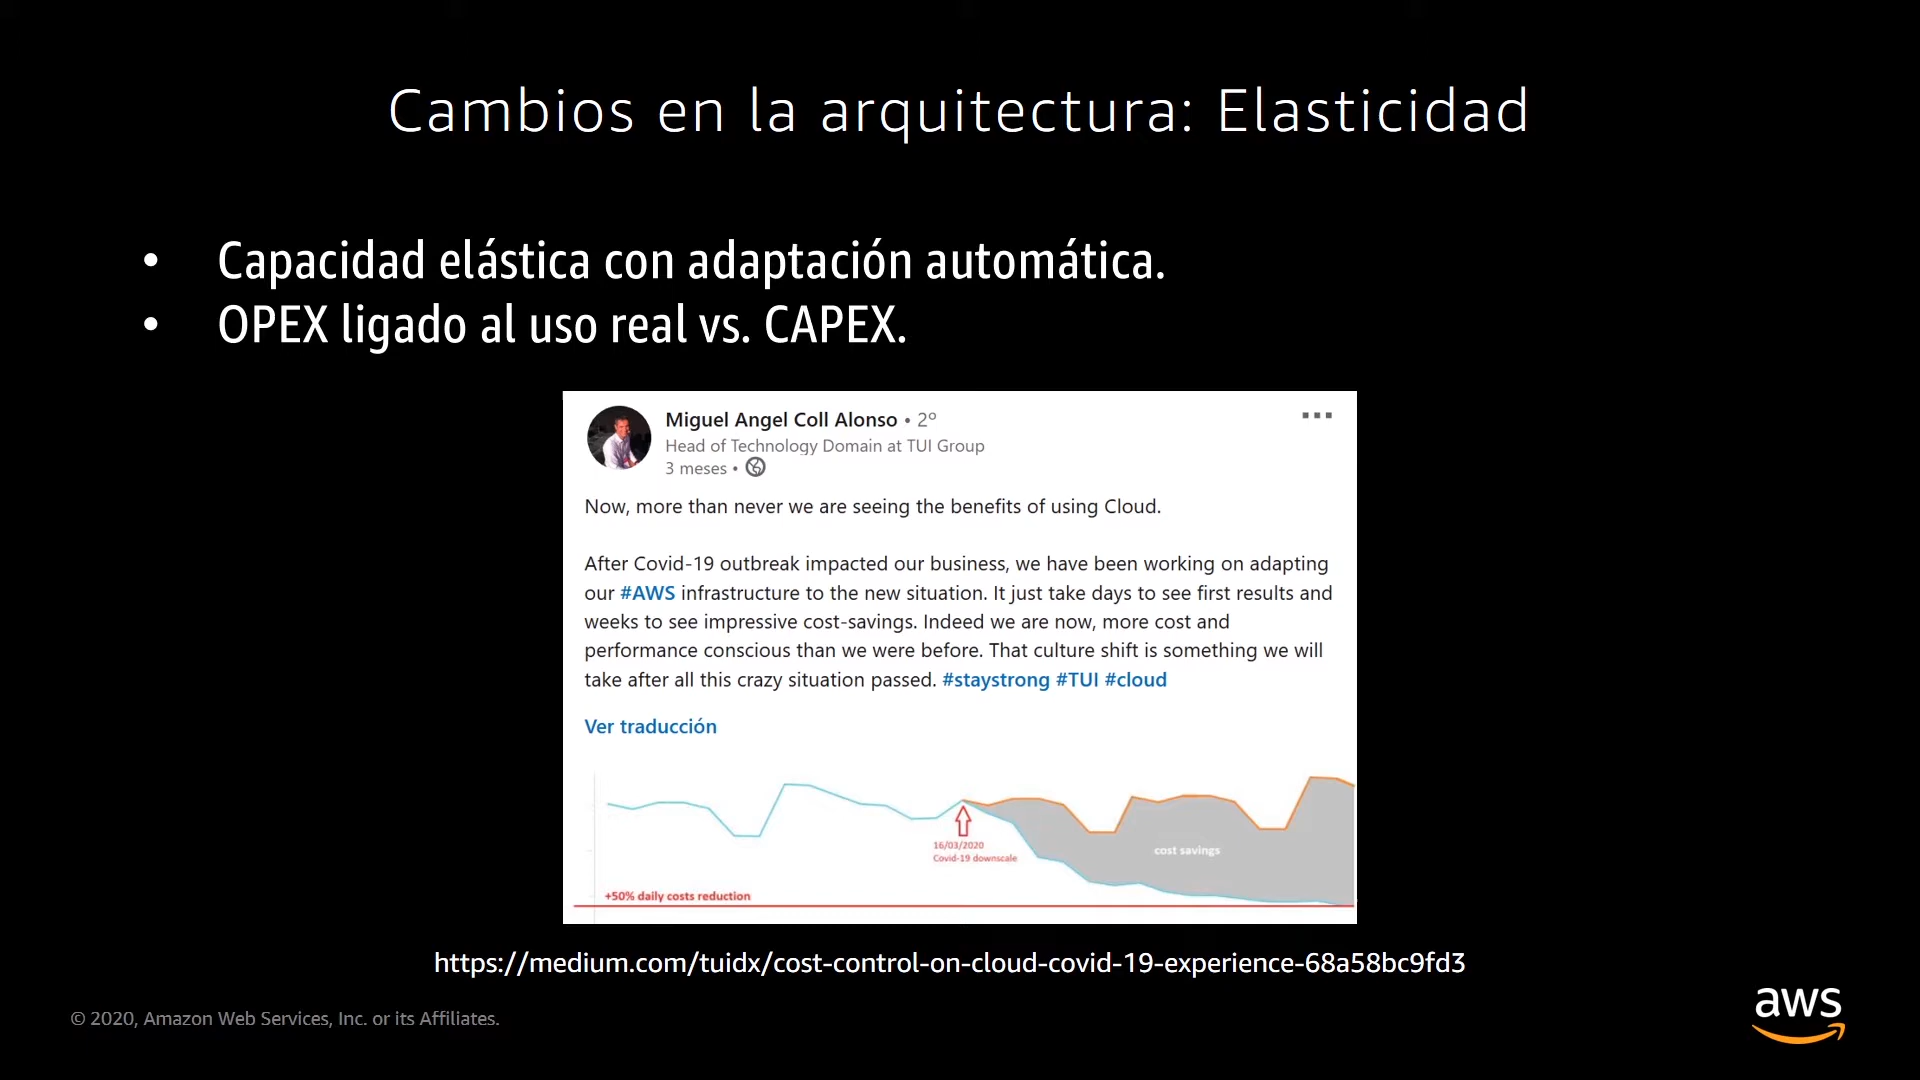 Cambios en la arquitectura: Elasticidad
• Capacidad elástica con adaptación automática.
• OPEX ligado al uso real vs. CAPEX.
Miguel Angel Coll Alonso • 2º
Head of Technology Domain at TUI Group
3 meses •
Now, more than never we are seeing the benefits of using Cloud.
After Covid-19 outbreak impacted our business, we have been working on adapting
our #AWS infrastructure to the new situation. It just take days to see first results and
weeks to see impressive cost-savings. Indeed we are now, more cost and
performance conscious than we were before. That culture shift is something we will
take after all this crazy situation passed. #staystrong #TUI #cloud
Ver traducción
16/03/2020
Covid-19 downscale
cost savings
+50% daily costs reduction
https://medium.com/tuidx/cost-control-on-cloud-covid-19-experience-68a58bc9fd3
© 2020, Amazon Web Services, Inc. or its Affiliates.
aws